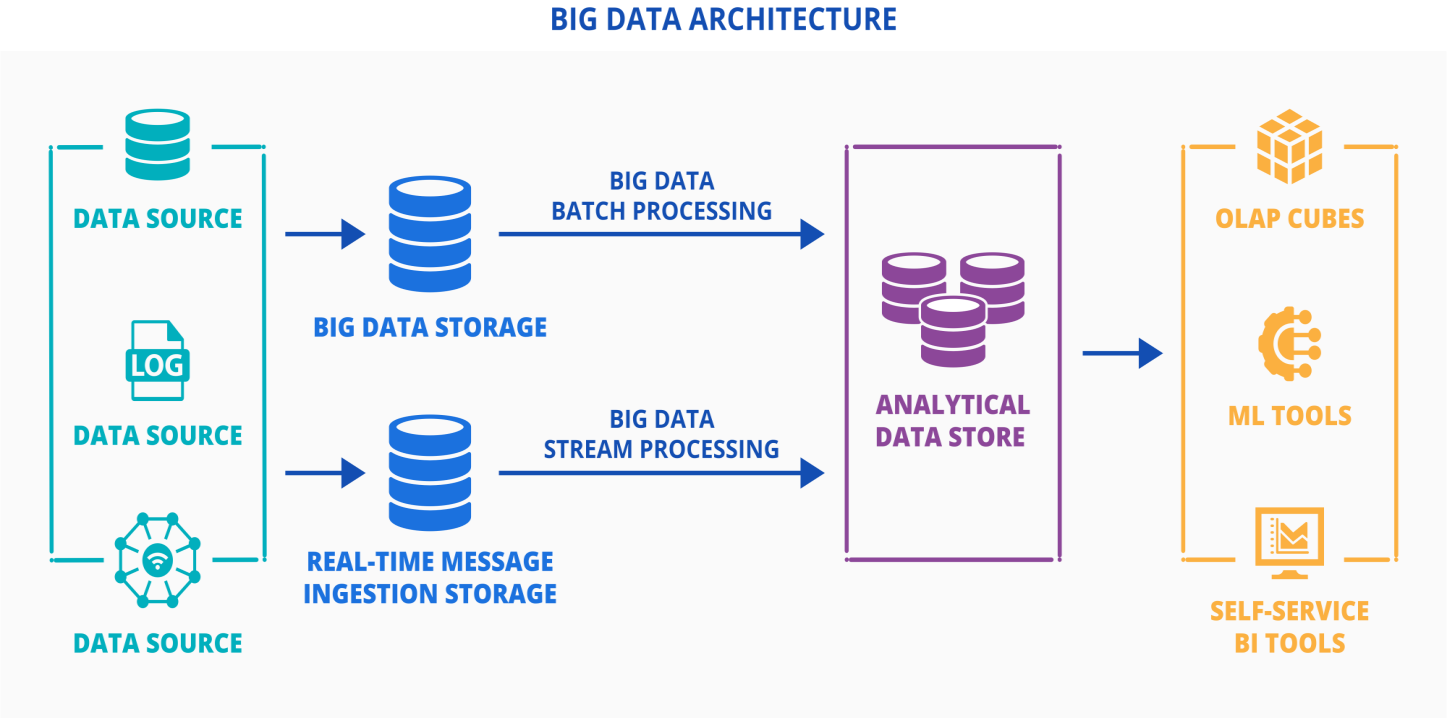 BIG DATA ARCHITECTURE
DATA SOURCE
LOG
DATA SOURCE
DATA SOURCE
BIG DATA STORAGE
REAL-TIME MESSAGE
INGESTION STORAGE
BIG DATA
BATCH PROCESSING
BIG DATA
STREAM PROCESSING
ANALYTICAL
DATA STORE
OLAP CUBES
ML TOOLS
SELF-SERVICE
BI TOOLS